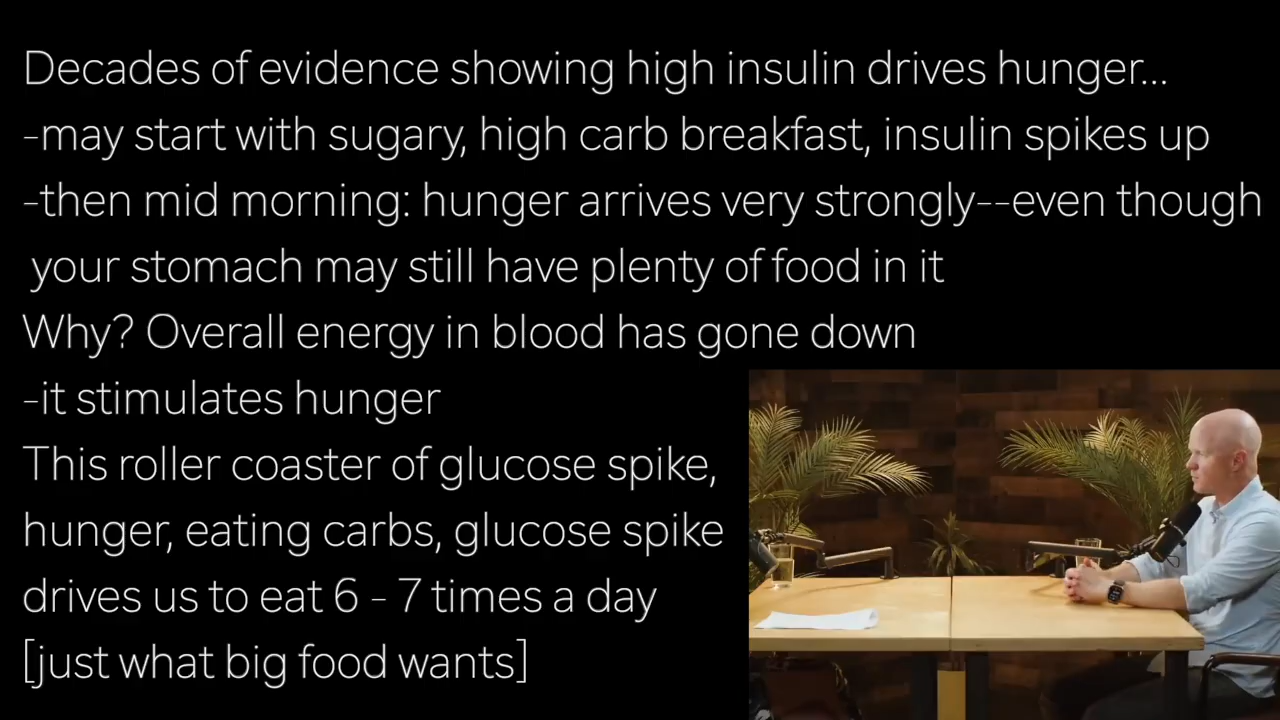 Decades of evidence showing high insulin drives hunger...
-may start with sugary, high carb breakfast, insulin spikes up
-then mid morning: hunger arrives very strongly--even though
your stomach may still have plenty of food in it
Why? Overall energy in blood has gone down
-it stimulates hunger
This roller coaster of glucose spike,
hunger, eating carbs, glucose spike
drives us to eat 6 - 7 times a day
[just what big food wants]